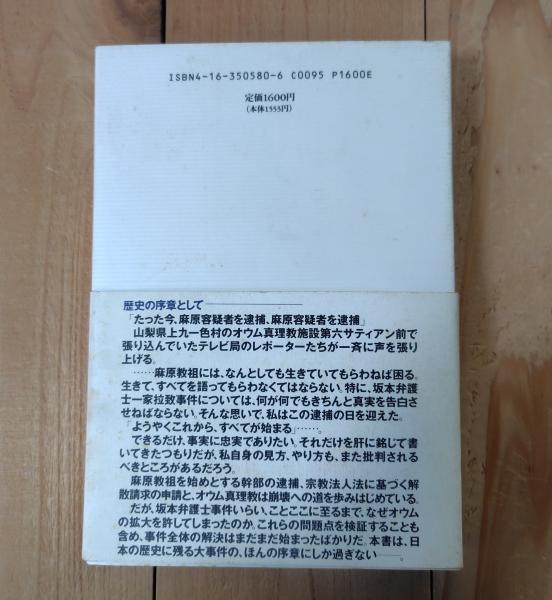 ISBN4-16-350580-6 C0095 P1600E
定価1600円
(本体1553円)
歴史の序章として――――――
「たった今、麻原容疑者を逮捕、麻原容疑者を逮捕」
山梨県上九一色村のオウム真理教施設第六サティアン前で
張り込んでいたテレビ局のレポーターたちが一斉に声を張り
上げる。
……麻原教祖には、なんとしても生きていてもらわねば困る。
生きて、すべてを語ってもらわなくてはならない。特に、坂本弁護
士一家拉致事件については、何が何でもきちんと真実を告白さ
せねばならない。そんな思いで、私はこの逮捕の日を迎えた。
「ようやくこれから、すべてが始まる」……。
できるだけ、事実に忠実でありたい。それだけを肝に銘じて書
いてきたつもりだが、私自身の見方、やり方も、また批判される
べきところがあるだろう。
麻原教祖を始めとする幹部の逮捕、宗教法人法に基づく解
散請求の申請と、オウム真理教は崩壊への道を歩みはじめている。
だが、坂本弁護士事件いらい、ことここに至るまで、なぜオウム
の拡大を許してしまったのか。これらの問題点を検証することも
含め、事件全体の解決はまだまだ始まったばかりだ。本書は、日
本の歴史に残る大事件の、ほんの序章にしか過ぎない――。